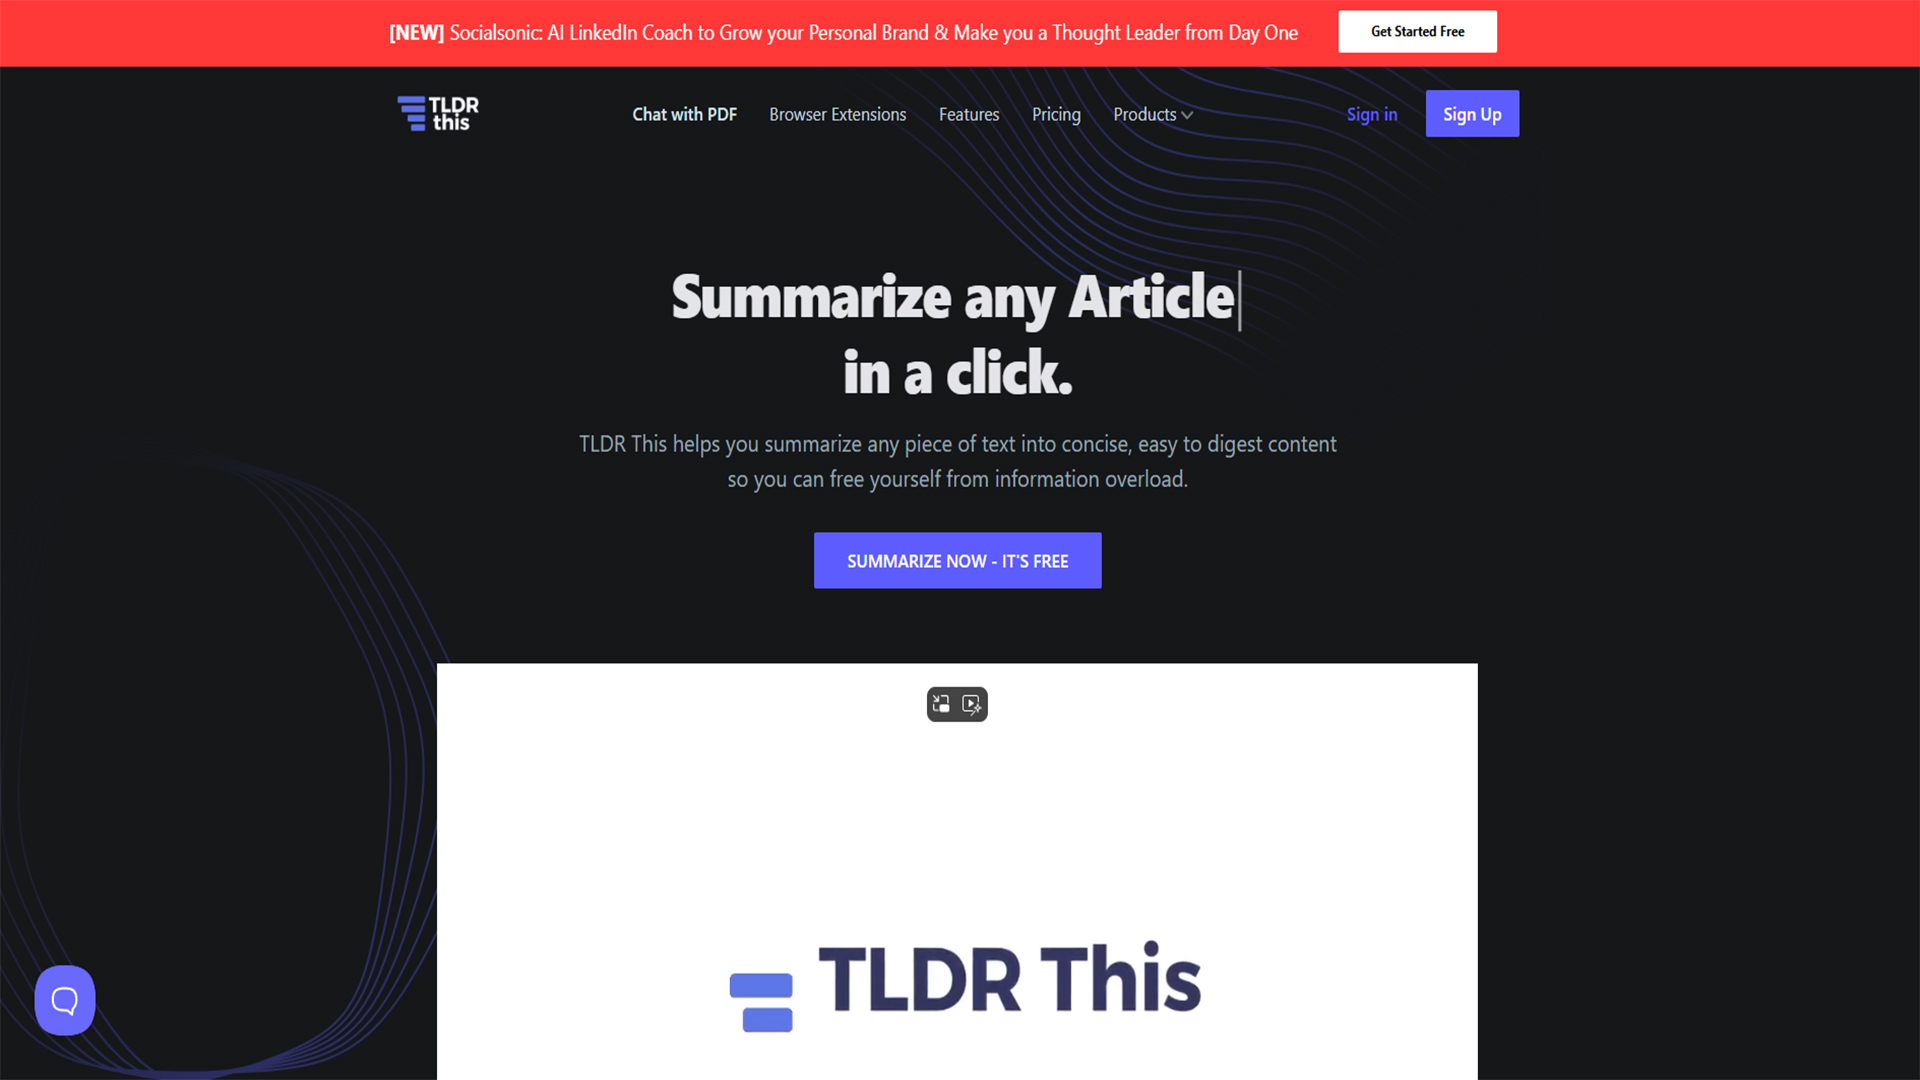 [NEW] Socialsonic: AI LinkedIn Coach to Grow your Personal Brand & Make you a Thought Leader from Day One
Get Started Free
TLDR
this
Chat with PDF
Browser Extensions
Features
Pricing
Products
Sign in
Sign Up
Summarize any Article
in a click.
TLDR This helps you summarize any piece of text into concise, easy to digest content
so you can free yourself from information overload.
SUMMARIZE NOW - IT'S FREE
TLDR This